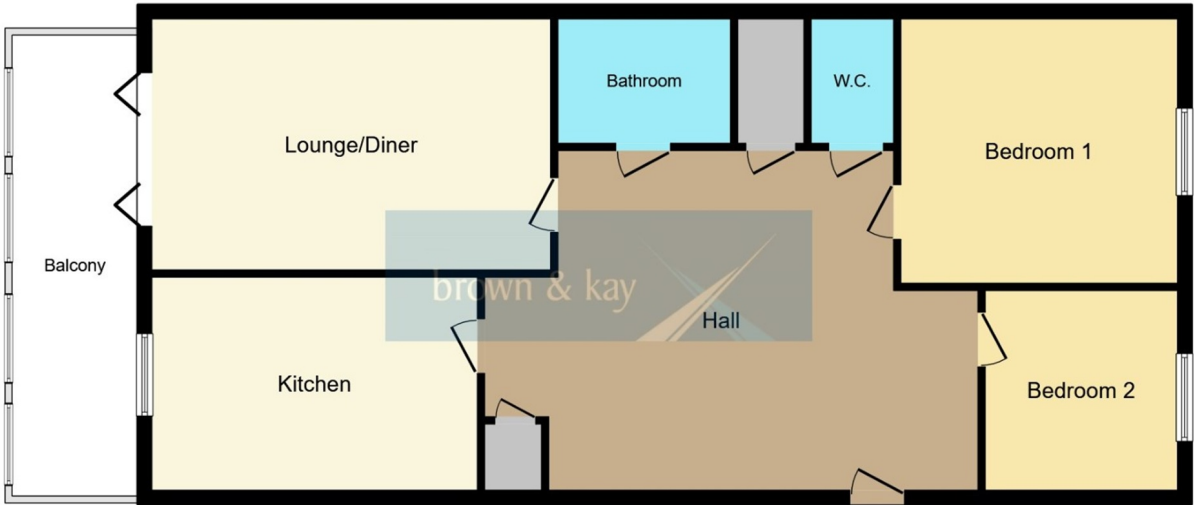 Bathroom
W.C.
Lounge/Diner
Bedroom 1
Balcony
brown & kay
Hall
Kitchen
Bedroom 2